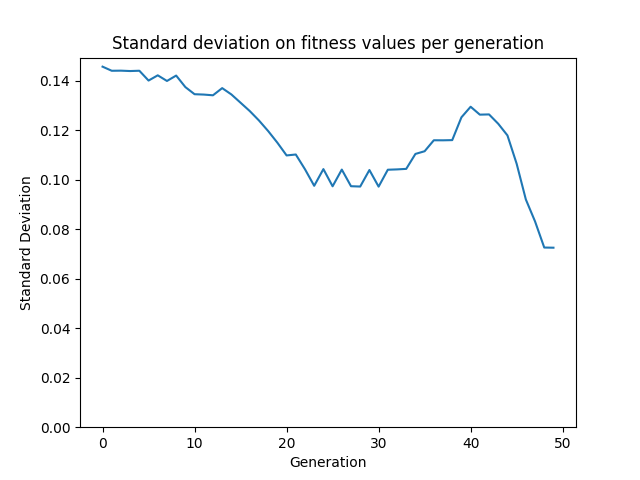 Standard deviation on fitness values per generation
Standard Deviation
0.14
0.12
0.10
0.08
0.06
0.04
0.02
0.00
0 10 20 30 40 50
Generation